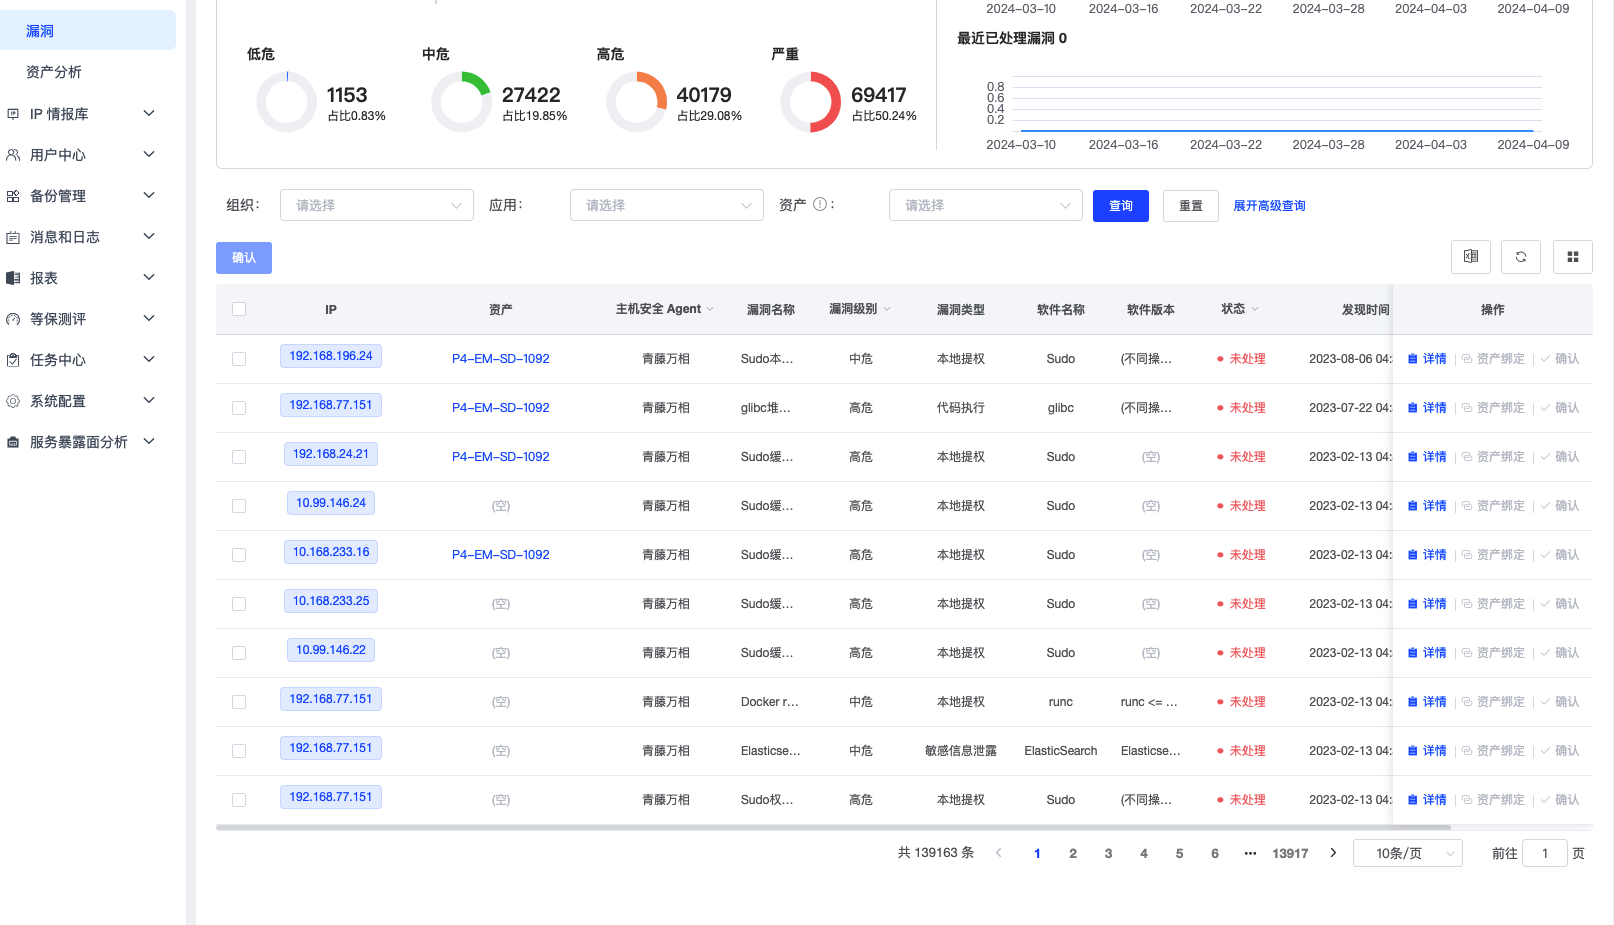 漏洞
资产分析
IP 情报库
用户中心
备份管理
消息和日志
报表
等保测评
任务中心
系统配置
服务暴露面分析
低危
1153
占比0.83%
中危
27422
占比19.85%
高危
40179
占比29.08%
严重
69417
占比50.24%
2024-03-10 2024-03-16 2024-03-22 2024-03-28 2024-04-03 2024-04-09
最近已处理漏洞 0
0.8
0.6
0.4
0.2
2024-03-10 2024-03-16 2024-03-22 2024-03-28 2024-04-03 2024-04-09
组织: 请选择 应用: 请选择 资产 : 请选择 查询 重置 展开高级查询
确认
IP 资产 主机安全 Agent 漏洞名称 漏洞级别 漏洞类型 软件名称 软件版本 状态 发现时间 操作
192.168.196.24 P4-EM-SD-1092 青藤万相 Sudo本... 中危 本地提权 Sudo (不同操... 未处理 2023-08-06 04: 详情 资产绑定 确认
192.168.77.151 P4-EM-SD-1092 青藤万相 glibc堆... 高危 代码执行 glibc (不同操... 未处理 2023-07-22 04: 详情 资产绑定 确认
192.168.24.21 P4-EM-SD-1092 青藤万相 Sudo缓... 高危 本地提权 Sudo (空) 未处理 2023-02-13 04: 详情 资产绑定 确认
10.99.146.24 (空) 青藤万相 Sudo缓... 高危 本地提权 Sudo (空) 未处理 2023-02-13 04: 详情 资产绑定 确认
10.168.233.16 P4-EM-SD-1092 青藤万相 Sudo缓... 高危 本地提权 Sudo (空) 未处理 2023-02-13 04: 详情 资产绑定 确认
10.168.233.25 (空) 青藤万相 Sudo缓... 高危 本地提权 Sudo (空) 未处理 2023-02-13 04: 详情 资产绑定 确认
10.99.146.22 (空) 青藤万相 Sudo缓... 高危 本地提权 Sudo (空) 未处理 2023-02-13 04: 详情 资产绑定 确认
192.168.77.151 (空) 青藤万相 Docker r... 中危 本地提权 runc runc <= ... 未处理 2023-02-13 04: 详情 资产绑定 确认
192.168.77.151 (空) 青藤万相 Elasticse... 中危 敏感信息泄露 ElasticSearch Elasticse... 未处理 2023-02-13 04: 详情 资产绑定 确认
192.168.77.151 (空) 青藤万相 Sudo权... 高危 本地提权 Sudo (不同操... 未处理 2023-02-13 04: 详情 资产绑定 确认
共 139163 条 1 2 3 4 5 6 ... 13917 10条/页 前往 1 页